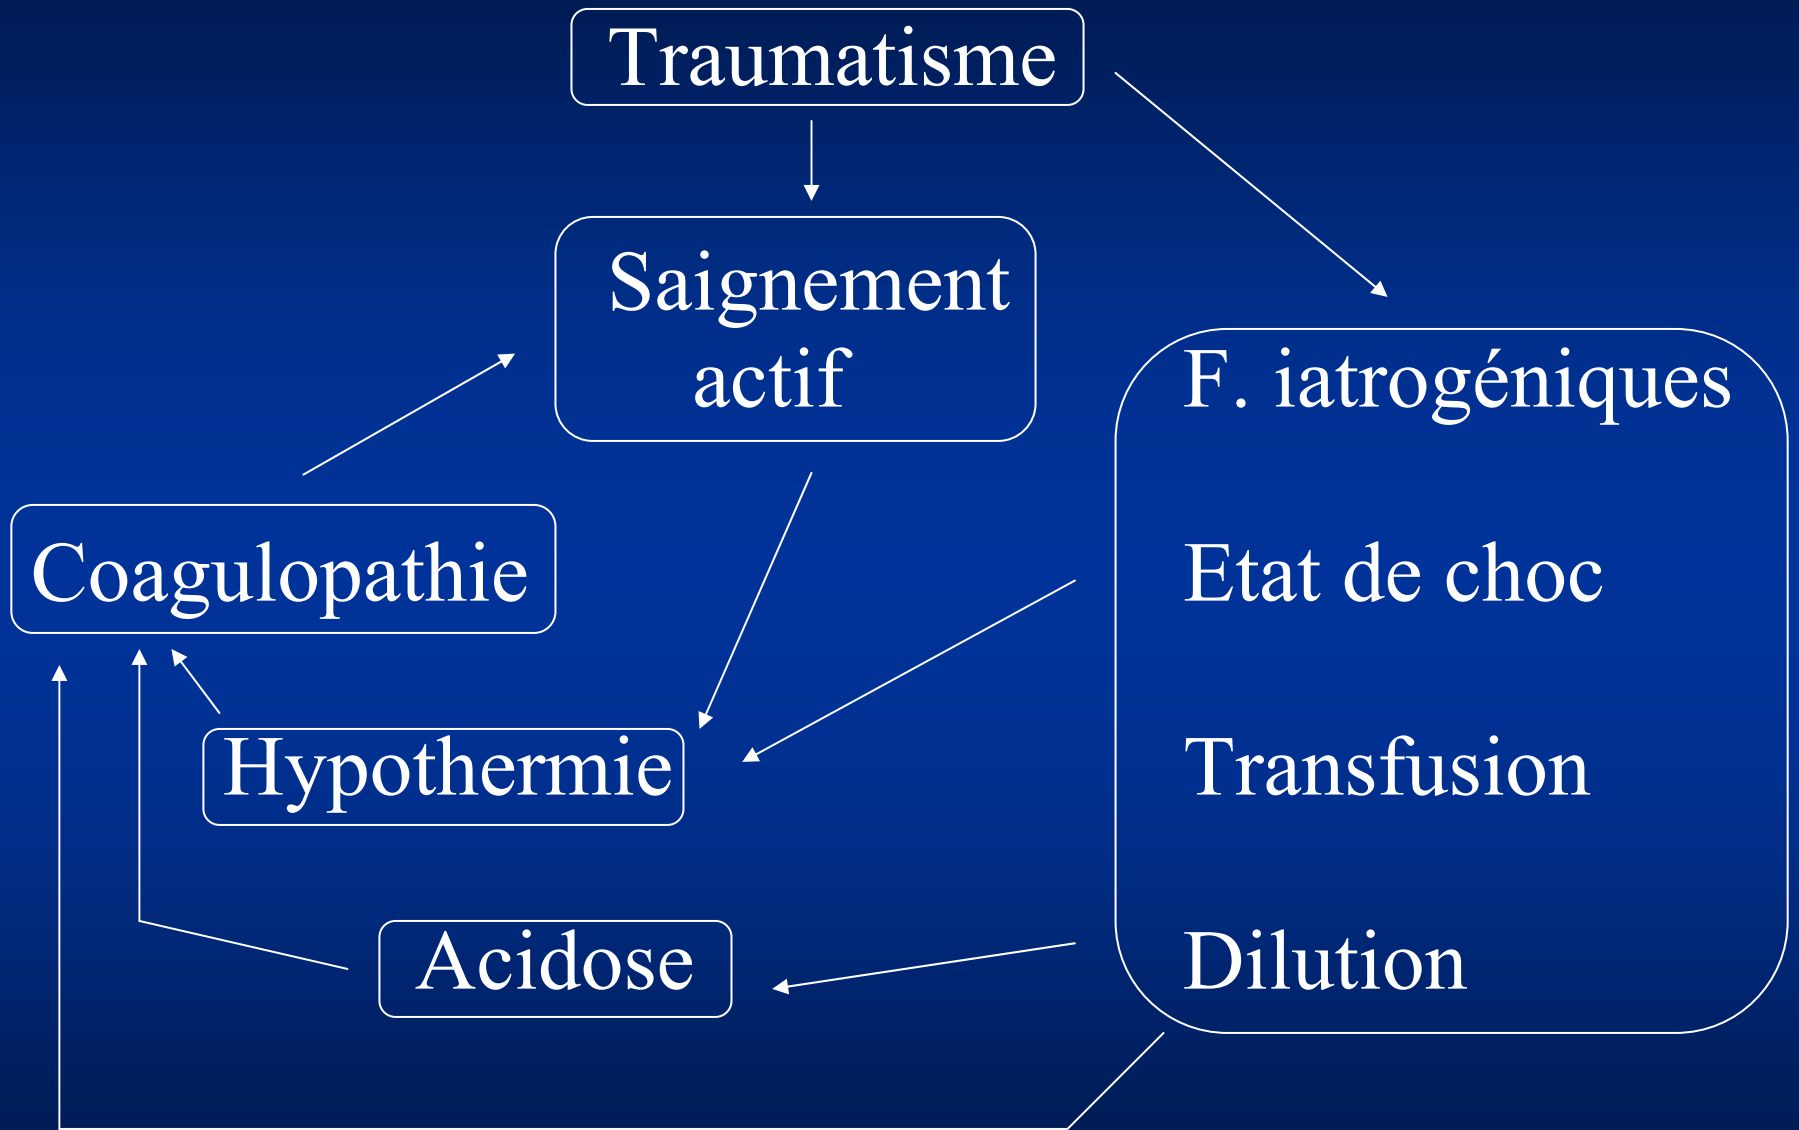 Traumatisme
Saignement
actif
F. iatrogéniques
Coagulopathie
Etat de choc
Hypothermie
Transfusion
Acidose
Dilution